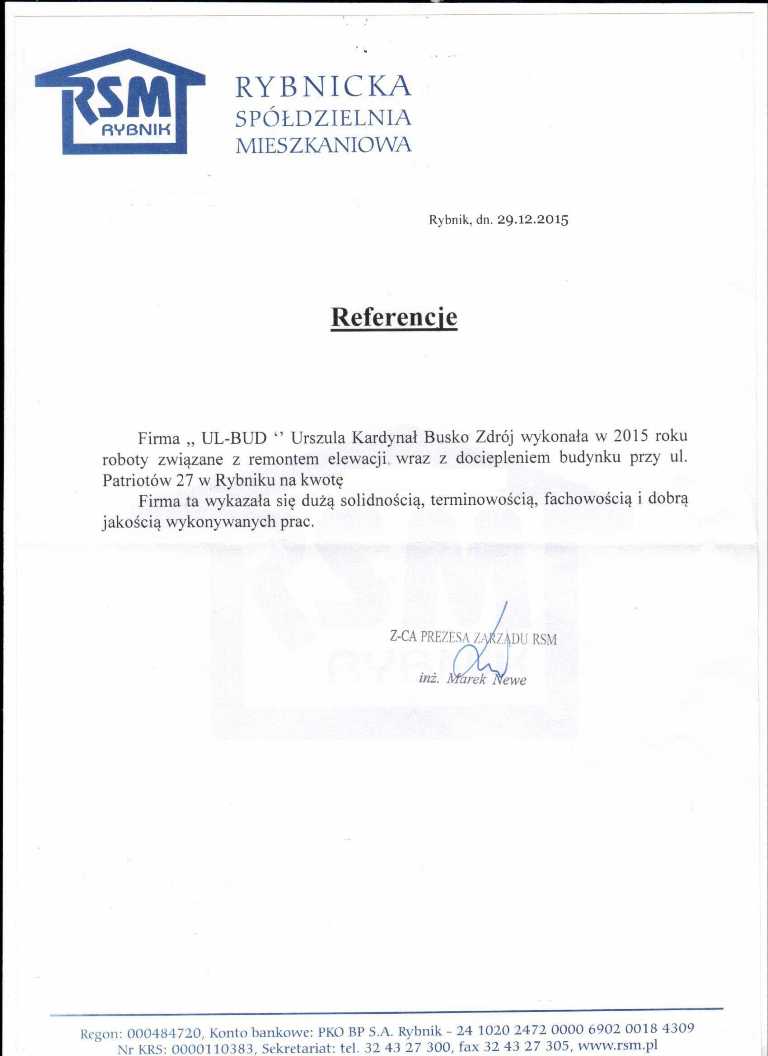 RSM
RYBNIK
RYBNICKA
SPÓŁDZIELNIA
MIESZKANIOWA
Rybnik, dn. 29.12.2015
Referencje
Firma ,, UL-BUD ‘’ Urszula Kardynał Busko Zdrój wykonała w 2015 roku
roboty związane z remontem elewacji wraz z dociepleniem budynku przy ul.
Patriotów 27 w Rybniku na kwotę
Firma ta wykazała się dużą solidnością, terminowością, fachowością i dobrą
jakością wykonywanych prac.
Z-CA PREZESA ZARZĄDU RSM
inż. Marek Newe
Regon: 000484720, Konto bankowe: PKO BP S.A. Rybnik - 24 1020 2472 0000 6902 0018 4309
Nr KRS: 0000110383, Sekretariat: tel. 32 43 27 300, fax 32 43 27 305, www.rsm.pl